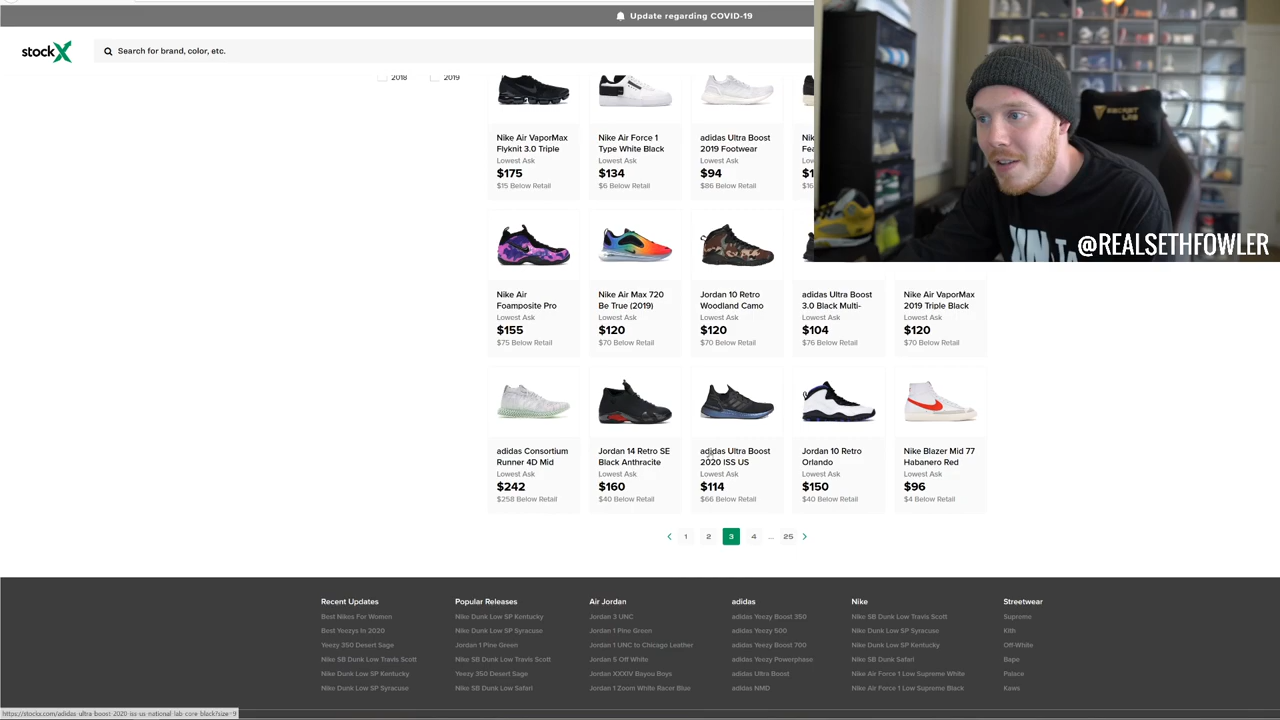 Update regarding COVID-19
stockX
Search for brand, color, etc.
2018
2019
Nike Air VaporMax
Flyknit 3.0 Triple
Lowest Ask
$175
$15 Below Retail
Nike Air Force 1
Type White Black
Lowest Ask
$134
$6 Below Retail
adidas Ultra Boost
2019 Footwear
Lowest Ask
$94
$86 Below Retail
@REALSETHFOWLER
Nike Air
Foamposite Pro
Lowest Ask
$155
$75 Below Retail
Nike Air Max 720
Be True (2019)
Lowest Ask
$120
$70 Below Retail
Jordan 10 Retro
Woodland Camo
Lowest Ask
$120
$70 Below Retail
adidas Ultra Boost
3.0 Black Multi-
Lowest Ask
$104
$76 Below Retail
Nike Air VaporMax
2019 Triple Black
Lowest Ask
$120
$70 Below Retail
adidas Consortium
Runner 4D Mid
Lowest Ask
$242
$258 Below Retail
Jordan 14 Retro SE
Black Anthracite
Lowest Ask
$160
$40 Below Retail
adidas Ultra Boost
2020 ISS US
Lowest Ask
$114
$66 Below Retail
Jordan 10 Retro
Orlando
Lowest Ask
$150
$40 Below Retail
Nike Blazer Mid 77
Habanero Red
Lowest Ask
$96
$4 Below Retail
1 2 3 4 ... 25
Recent Updates
Best Nikes For Women
Best Yeezys In 2020
Yeezy 350 Desert Sage
Nike SB Dunk Low Travis Scott
Nike Dunk Low SP Kentucky
Nike Dunk Low SP Syracuse
Popular Releases
Nike Dunk Low SP Kentucky
Nike Dunk Low SP Syracuse
Jordan 1 Pine Green
Nike SB Dunk Low Travis Scott
Yeezy 350 Desert Sage
Nike SB Dunk Low Safari
Air Jordan
Jordan 3 UNC
Jordan 1 Pine Green
Jordan 1 UNC to Chicago Leather
Jordan 5 Off White
Jordan XXXIV Bayou Boys
Jordan 1 Zoom White Racer Blue
adidas
adidas Yeezy Boost 350
adidas Yeezy 500
adidas Yeezy Boost 700
adidas Yeezy Powerphase
adidas Ultra Boost
adidas NMD
Nike
Nike SB Dunk Low Travis Scott
Nike Dunk Low SP Syracuse
Nike Dunk Low SP Kentucky
Nike SB Dunk Safari
Nike Air Force 1 Low Supreme White
Nike Air Force 1 Low Supreme Black
Streetwear
Supreme
Kith
Off-White
Bape
Palace
Kaws
https://stockx.com/adidas-ultra-boost-2020-iss-us-national-lab-core-black?size=9